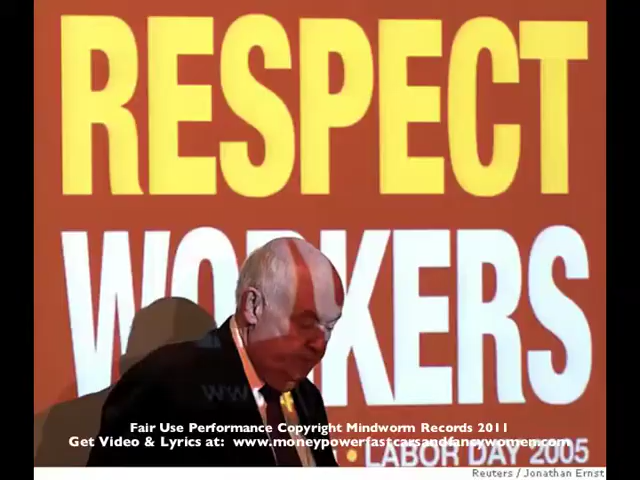 RESPECT
WORKERS
Fair Use Performance Copyright Mindworm Records 2011
Get Video & Lyrics at: www.moneypowerfastcarsandfancywomen.com
LABOR DAY 2005
Reuters / Jonathan Ernst